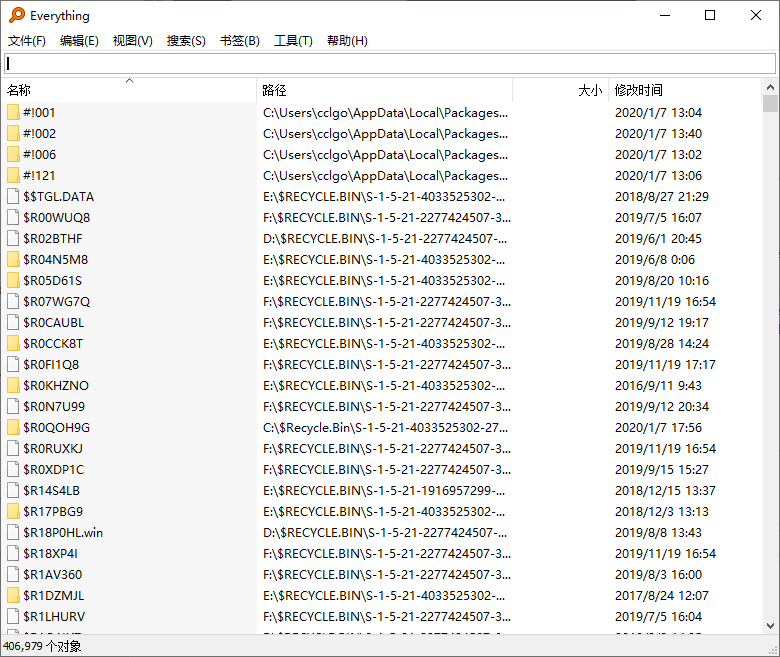 Everything
文件(F) 编辑(E) 视图(V) 搜索(S) 书签(B) 工具(T) 帮助(H)
名称 路径 大小 修改时间
#!001 C:\Users\cclgo\AppData\Local\Packages... 2020/1/7 13:04
#!002 C:\Users\cclgo\AppData\Local\Packages... 2020/1/7 13:40
#!006 C:\Users\cclgo\AppData\Local\Packages... 2020/1/7 13:02
#!121 C:\Users\cclgo\AppData\Local\Packages... 2020/1/7 13:06
$$TGL.DATA E:\$RECYCLE.BIN\S-1-5-21-4033525302-... 2018/8/27 21:29
$R00WUQ8 F:\$RECYCLE.BIN\S-1-5-21-2277424507-3... 2019/7/5 16:07
$R02BTHF D:\$RECYCLE.BIN\S-1-5-21-2277424507-... 2019/6/1 20:45
$R04N5M8 E:\$RECYCLE.BIN\S-1-5-21-4033525302-... 2019/6/8 0:06
$R05D61S E:\$RECYCLE.BIN\S-1-5-21-4033525302-... 2019/8/20 10:16
$R07WG7Q F:\$RECYCLE.BIN\S-1-5-21-2277424507-3... 2019/11/19 16:54
$R0CAUBL F:\$RECYCLE.BIN\S-1-5-21-2277424507-3... 2019/9/12 19:17
$R0CCK8T E:\$RECYCLE.BIN\S-1-5-21-4033525302-... 2019/8/28 14:24
$R0FI1Q8 F:\$RECYCLE.BIN\S-1-5-21-2277424507-3... 2019/11/19 17:17
$R0KHZNO E:\$RECYCLE.BIN\S-1-5-21-4033525302-... 2016/9/11 9:43
$R0N7U99 F:\$RECYCLE.BIN\S-1-5-21-2277424507-3... 2019/9/12 20:34
$R0QOH9G C:\$Recycle.Bin\S-1-5-21-4033525302-27... 2020/1/7 17:56
$R0RUXKJ F:\$RECYCLE.BIN\S-1-5-21-2277424507-3... 2019/11/19 16:54
$R0XDP1C F:\$RECYCLE.BIN\S-1-5-21-2277424507-3... 2019/9/15 15:27
$R14S4LB E:\$RECYCLE.BIN\S-1-5-21-1916957299-... 2018/12/15 13:37
$R17PBG9 E:\$RECYCLE.BIN\S-1-5-21-4033525302-... 2018/12/3 13:13
$R18P0HL.win D:\$RECYCLE.BIN\S-1-5-21-2277424507-... 2019/8/8 13:43
$R18XP4I F:\$RECYCLE.BIN\S-1-5-21-2277424507-3... 2019/11/19 16:54
$R1AV360 F:\$RECYCLE.BIN\S-1-5-21-2277424507-3... 2019/8/3 16:00
$R1DZMJL E:\$RECYCLE.BIN\S-1-5-21-4033525302-... 2017/8/24 12:07
$R1LHURV F:\$RECYCLE.BIN\S-1-5-21-2277424507-3... 2019/7/5 16:04
406,979 个对象